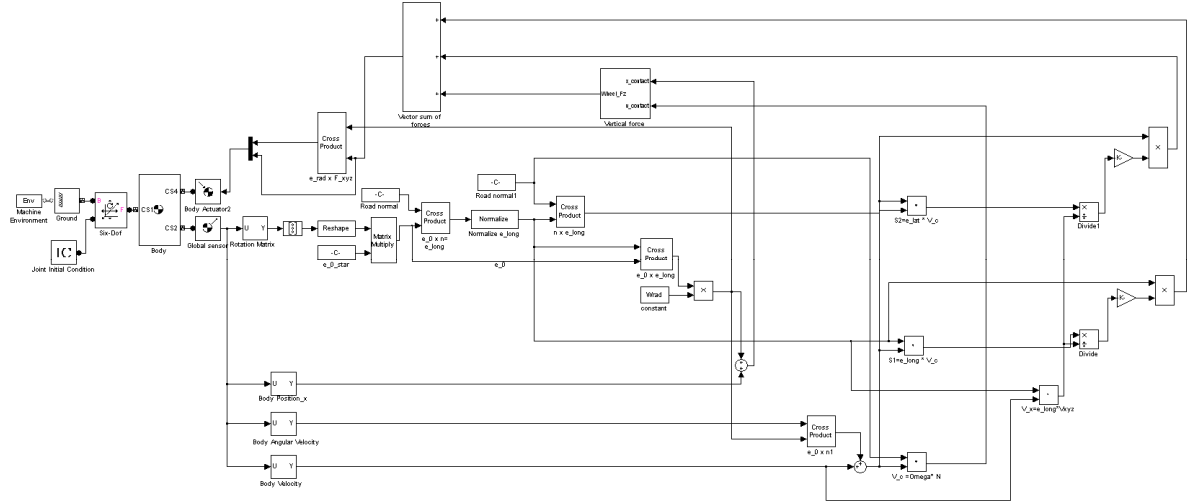 Vector sum of
forces
x_contact
Wheel_Fz
n_contact
Vertical force
Cross
Product
e_rad x F_xyz
-C-
Road normal
-C-
Road normal1
Env
Machine
Environment
Ground
B
F
Six-Dof
Joint Initial Condition
CS1
CS4
CS2
Body
Body Actuator2
Global sensor
U Y
Rotation Matrix
Reshape
-C-
e_0_star
Matrix
Multiply
Cross
Product
e_0 x n=
e_long
Normalize
Normalize e_long
Cross
Product
n x e_long
e_0
Cross
Product
e_0 x e_long
Wrad
constant
S2=e_lat * V_c
Divide1
S1=e_long * V_c
Divide
V_x=e_long*Vxyz
U Y
Body Position_x
U Y
Body Angular Velocity
U Y
Body Velocity
Cross
Product
e_0 x n1
V_c =Omega* N